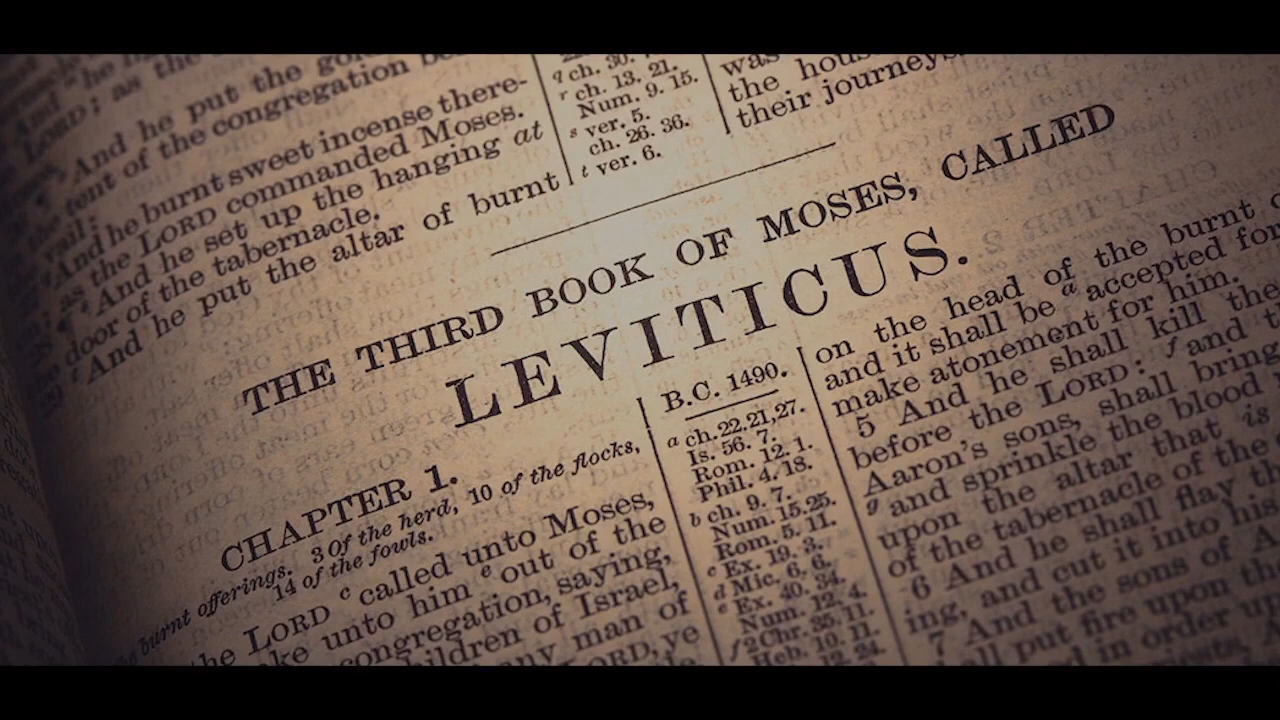 And he put the
tent of the congregation
And he burnt sweet incense there-
as the LORD commanded Moses.
And he set up the hanging at
door of the tabernacle.
And he put the altar of burnt
q ch. 30.
r ch. 13. 21.
Num. 9. 15.
s ver. 5.
ch. 26. 36.
t ver. 6.
was
the
their journeys
THE THIRD BOOK OF MOSES, CALLED
LEVITICUS.
CHAPTER 1.
burnt offerings. 3 Of the herd, 10 of the flocks,
14 of the fowls.
the LORD c called unto Moses,
unto him e out of the
congregation, saying,
of Israel,
man of
LORD, ye
B.C. 1490.
a ch. 22. 21, 27.
Is. 56. 7.
Rom. 12. 1.
Phil. 4. 18.
b ch. 9. 7.
Num. 15. 25.
Rom. 5. 11.
c Ex. 19. 3.
d Mic. 6. 6.
e Ex. 40. 34.
Num. 12. 4.
f 2 Chr. 35. 11.
Heb. 10. 11.
12. 24.
on the head of the burnt
and it shall be a accepted for
make atonement for him.
5 And he shall kill the
before the LORD: f and
Aaron's sons, shall bring
g and sprinkle the blood
upon the altar that is
of the tabernacle of the
6 And he shall flay the
ing, and cut it into his
7 And the sons of
put fire upon
in order